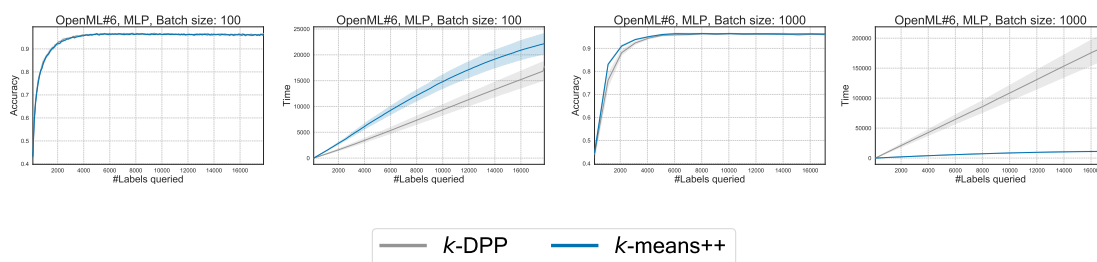 OpenML#6, MLP, Batch size: 100
Accuracy
0.9
0.8
0.7
0.6
0.5
0.4
2000 4000 6000 8000 10000 12000 14000 16000
#Labels queried
OpenML#6, MLP, Batch size: 100
Time
25000
20000
15000
10000
5000
0
2000 4000 6000 8000 10000 12000 14000 16000
#Labels queried
OpenML#6, MLP, Batch size: 1000
Accuracy
0.9
0.8
0.7
0.6
0.5
0.4
2000 4000 6000 8000 10000 12000 14000 16000
#Labels queried
OpenML#6, MLP, Batch size: 1000
Time
200000
150000
100000
50000
0
2000 4000 6000 8000 10000 12000 14000 16000
#Labels queried
k-DPP k-means++